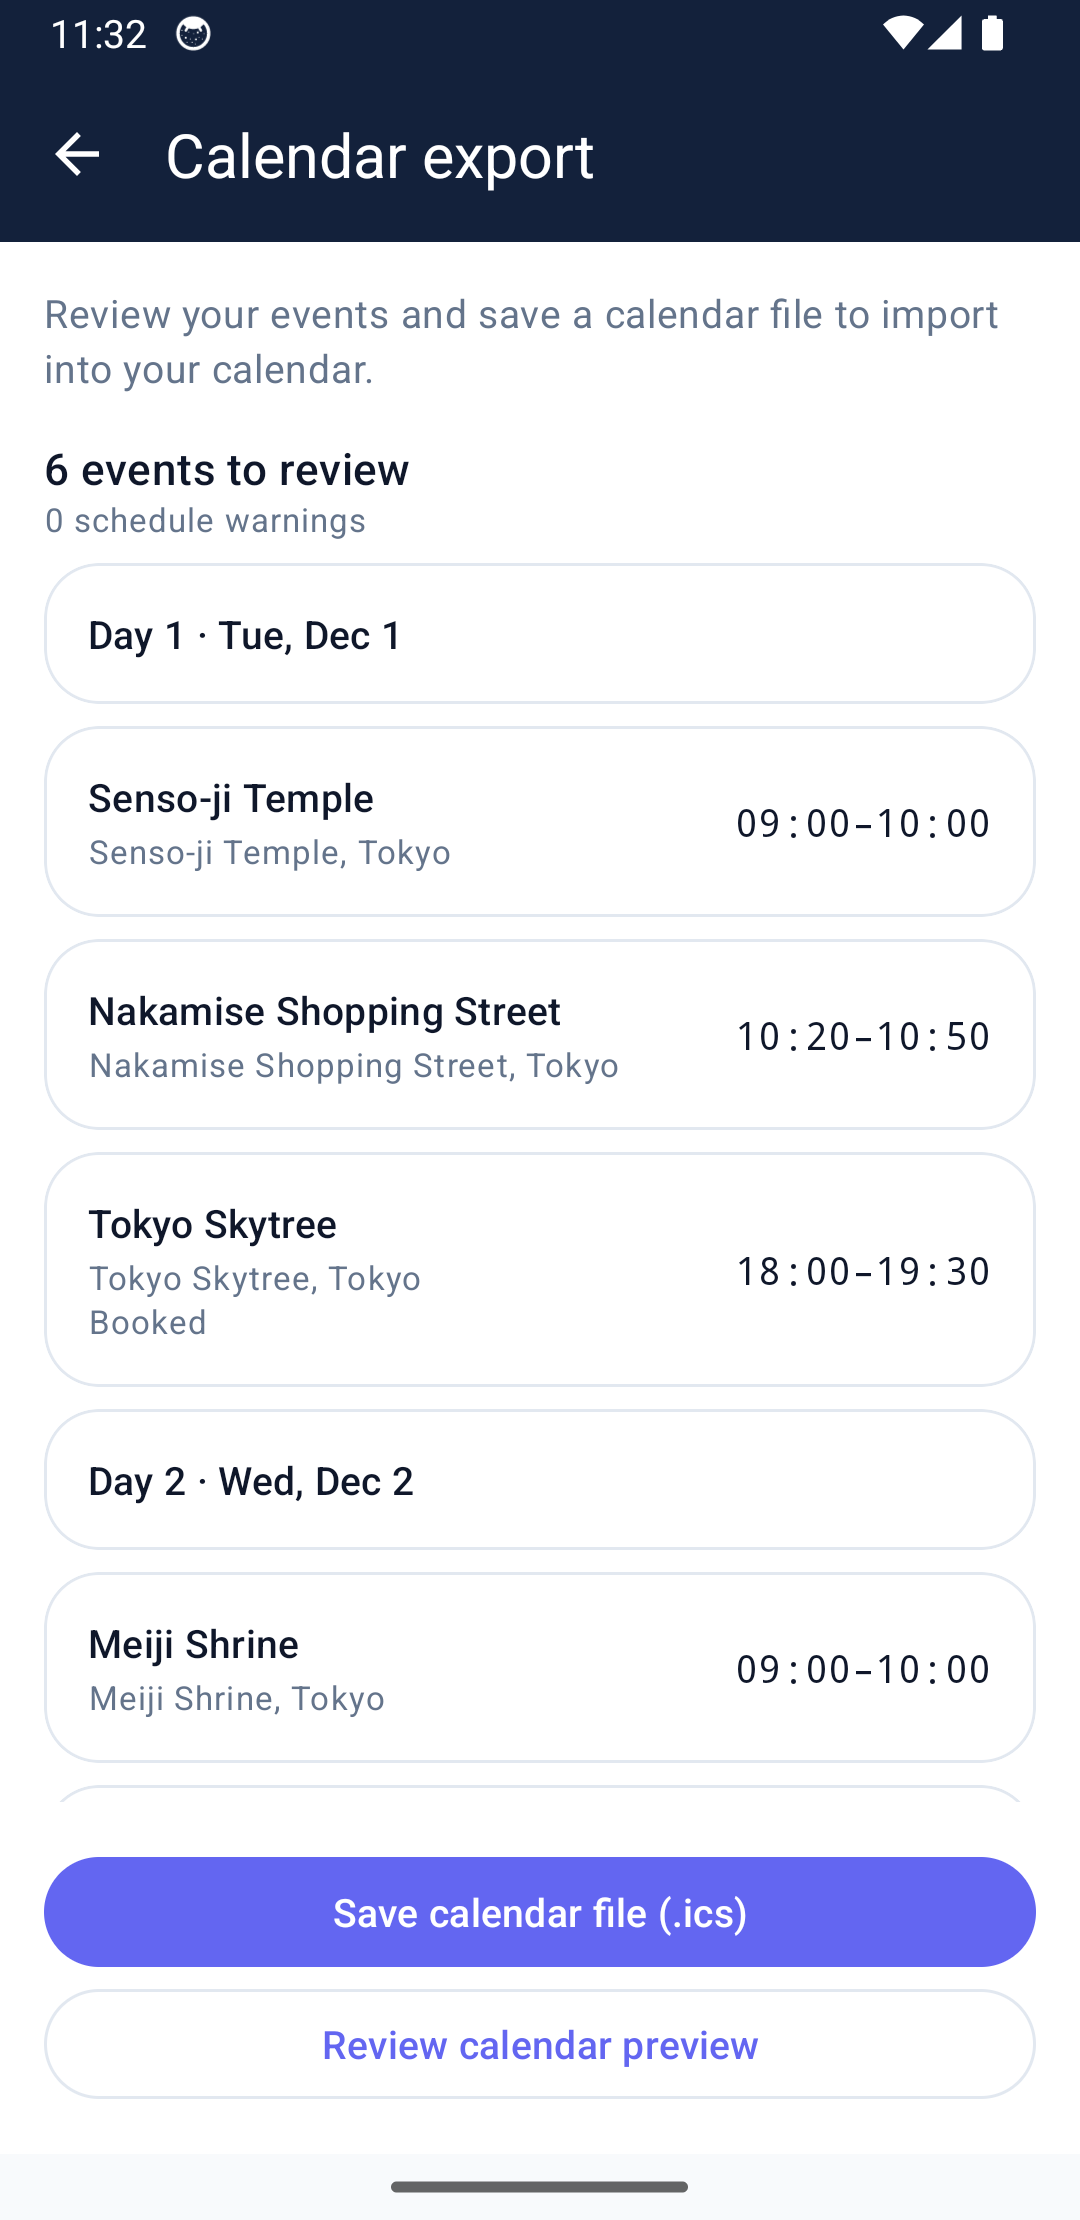 11:32
Calendar export
Review your events and save a calendar file to import
into your calendar.
6 events to review
0 schedule warnings
Day 1 · Tue, Dec 1
Senso-ji Temple
Senso-ji Temple, Tokyo
09:00–10:00
Nakamise Shopping Street
Nakamise Shopping Street, Tokyo
10:20–10:50
Tokyo Skytree
Tokyo Skytree, Tokyo
Booked
18:00–19:30
Day 2 · Wed, Dec 2
Meiji Shrine
Meiji Shrine, Tokyo
09:00–10:00
Save calendar file (.ics)
Review calendar preview